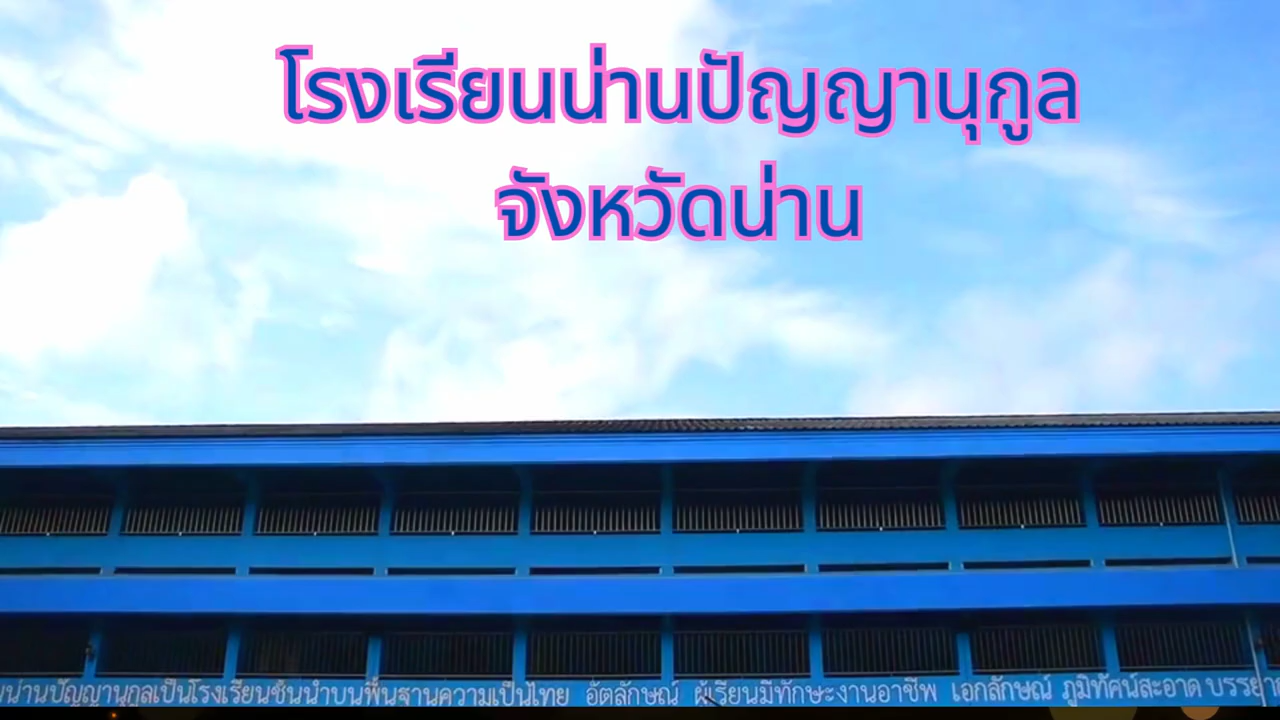 โรงเรียนน่านปัญญานุกูล
จังหวัดน่าน
น่านปัญญานุกูลเป็นโรงเรียนชั้นนำบนพื้นฐานความเป็นไทย อัตลักษณ์ ผู้เรียนมีทักษะงานอาชีพ เอกลักษณ์ ภูมิทัศน์สะอาด